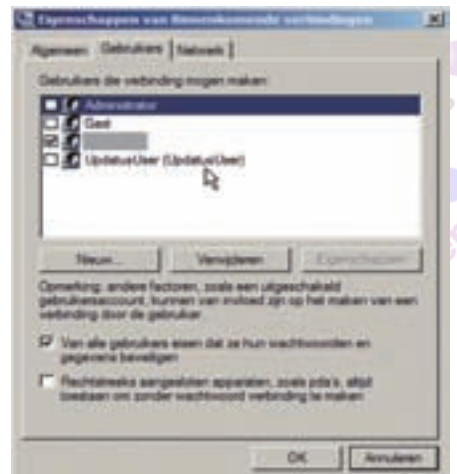 Eigenschappen van Binnenkomende verbindingen
Algemeen Gebruikers Netwerk
Gebruikers die verbinding mogen maken:
Administrator
Gast
UpdatusUser (UpdatusUser)
Nieuw... Verwijderen Eigenschappen
Opmerking: andere factoren, zoals een uitgeschakeld
gebruikersaccount, kunnen van invloed zijn op het maken van een
verbinding door de gebruiker.
Van alle gebruikers eisen dat ze hun wachtwoorden en
gegevens beveiligen
Rechtstreeks aangesloten apparaten, zoals pda's, altijd
toestaan om zonder wachtwoord verbinding te maken
OK Annuleren